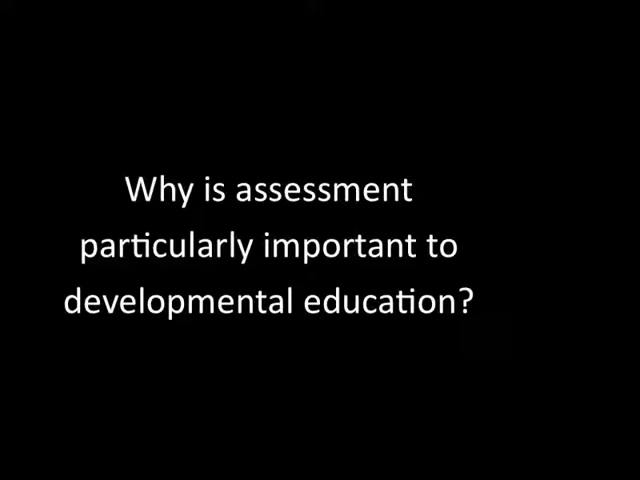 Why is assessment
particularly important to
developmental education?